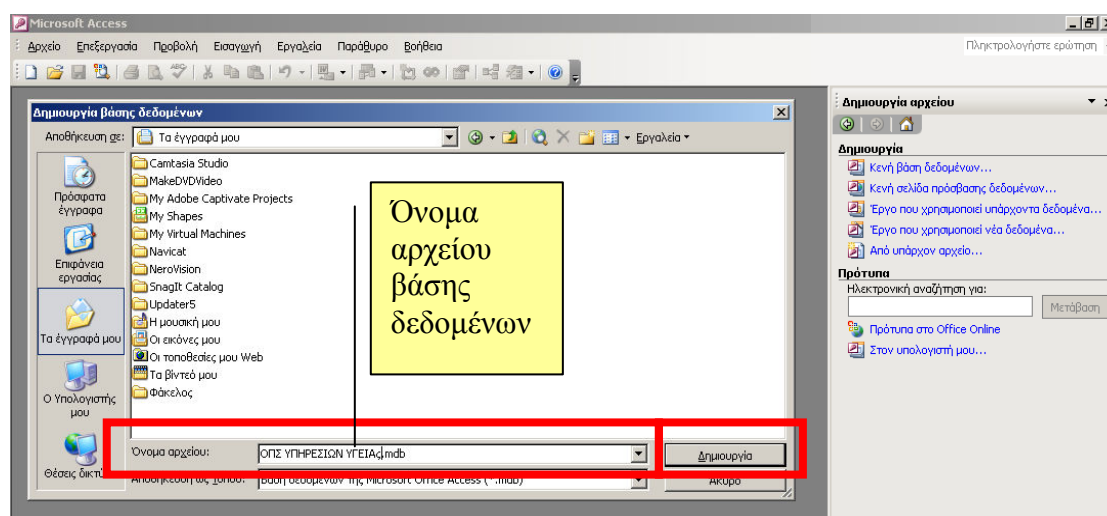 Microsoft Access
Αρχείο Επεξεργασία Προβολή Εισαγωγή Εργαλεία Παράθυρο Βοήθεια Πληκτρολογήστε ερώτηση
Δημιουργία βάσης δεδομένων
Αποθήκευση σε: Τα έγγραφά μου Εργαλεία
Πρόσφατα έγγραφα
Επιφάνεια εργασίας
Τα έγγραφά μου
Ο Υπολογιστής μου
Θέσεις
Camtasia Studio
MakeDVDVideo
My Adobe Captivate Projects
My Shapes
My Virtual Machines
Navicat
NeroVision
SnagIt Catalog
Updater5
Η μουσική μου
Οι εικόνες μου
Οι τοποθεσίες μου Web
Τα βίντεό μου
Φάκελος
Όνομα
αρχείου
βάσης
δεδομένων
Όνομα αρχείου: ΟΠΣ ΥΠΗΡΕΣΙΩΝ ΥΓΕΙΑς.mdb Δημιουργία
Αποθήκευση ως τύπου: Βάση δεδομένων της Microsoft Office Access (*.mdb) Άκυρο
Δημιουργία αρχείου
Δημιουργία
Κενή βάση δεδομένων...
Κενή σελίδα πρόσβασης δεδομένων...
Έργο που χρησιμοποιεί υπάρχοντα δεδομένα...
Έργο που χρησιμοποιεί νέα δεδομένα...
Από υπάρχον αρχείο...
Πρότυπα
Ηλεκτρονική αναζήτηση για:
Μετάβαση
Πρότυπα στο Office Online
Στον υπολογιστή μου...